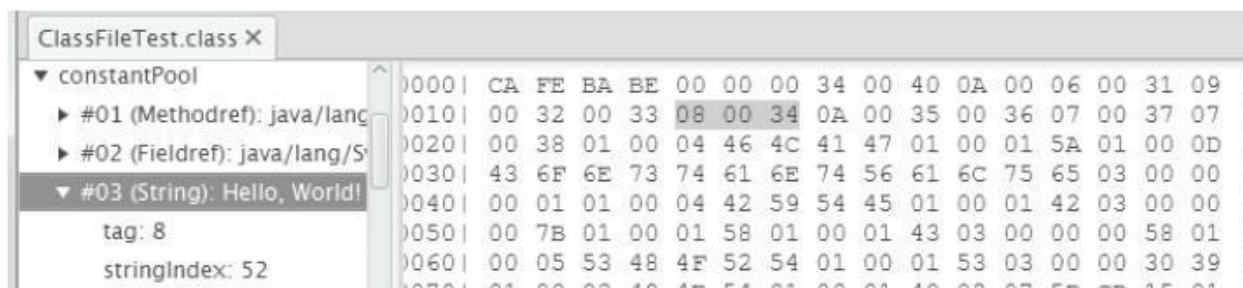 ClassFileTest.class ×
▼ constantPool
▶ #01 (Methodref): java/lang
▶ #02 (Fieldref): java/lang/Sy
▼ #03 (String): Hello, World!
tag: 8
stringIndex: 52
0000| CA FE BA BE 00 00 00 34 00 40 0A 00 06 00 31 09
0010| 00 32 00 33 08 00 34 0A 00 35 00 36 07 00 37 07
0020| 00 38 01 00 04 46 4C 41 47 01 00 01 5A 01 00 0D
0030| 43 6F 6E 73 74 61 6E 74 56 61 6C 75 65 03 00 00
0040| 00 01 01 00 04 42 59 54 45 01 00 01 42 03 00 00
0050| 00 7B 01 00 01 58 01 00 01 43 03 00 00 00 58 01
0060| 00 05 53 48 4F 52 54 01 00 01 53 03 00 00 30 39